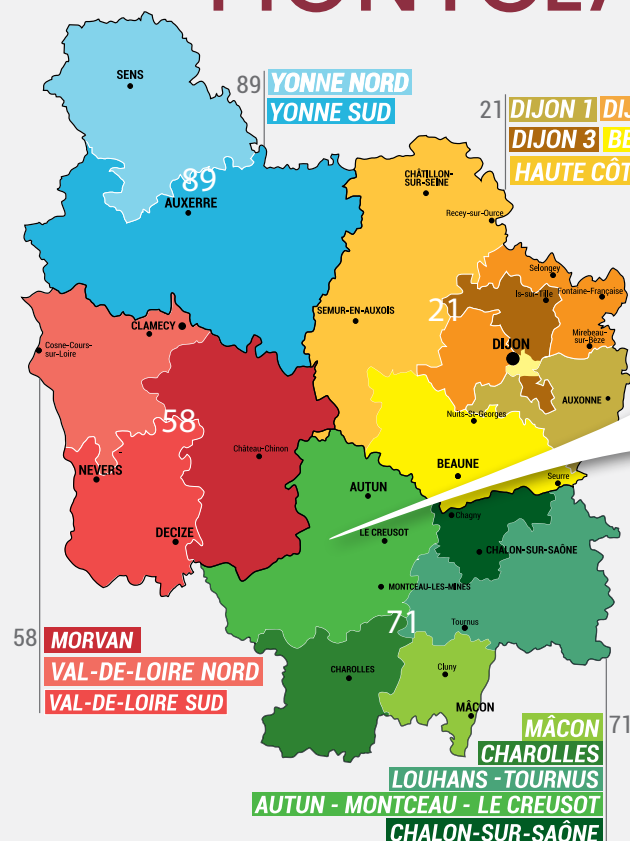 SENS
89 YONNE NORD
YONNE SUD
21 DIJON 1
DIJON 3
HAUTE CÔT
89
AUXERRE
CHÂTILLON-
SUR-SEINE
Recey-sur-Ource
Selongey
Is-sur-Tille
Fontaine-Française
21
SEMUR-EN-AUXOIS
CLAMECY
Mirebeau-
sur-Bèze
DIJON
Cosne-Cours-
sur-Loire
AUXONNE
Nuits-St-Georges
58
Château-Chinon
BEAUNE
NEVERS
Seurre
AUTUN
Chagny
DECIZE
LE CREUSOT
CHALON-SUR-SAÔNE
MONTCEAU-LES-MINES
71
Tournus
58 MORVAN
VAL-DE-LOIRE NORD
VAL-DE-LOIRE SUD
CHAROLLES
Cluny
MÂCON
71
MÂCON
CHAROLLES
LOUHANS - TOURNUS
AUTUN - MONTCEAU - LE CREUSOT
CHALON-SUR-SAÔNE